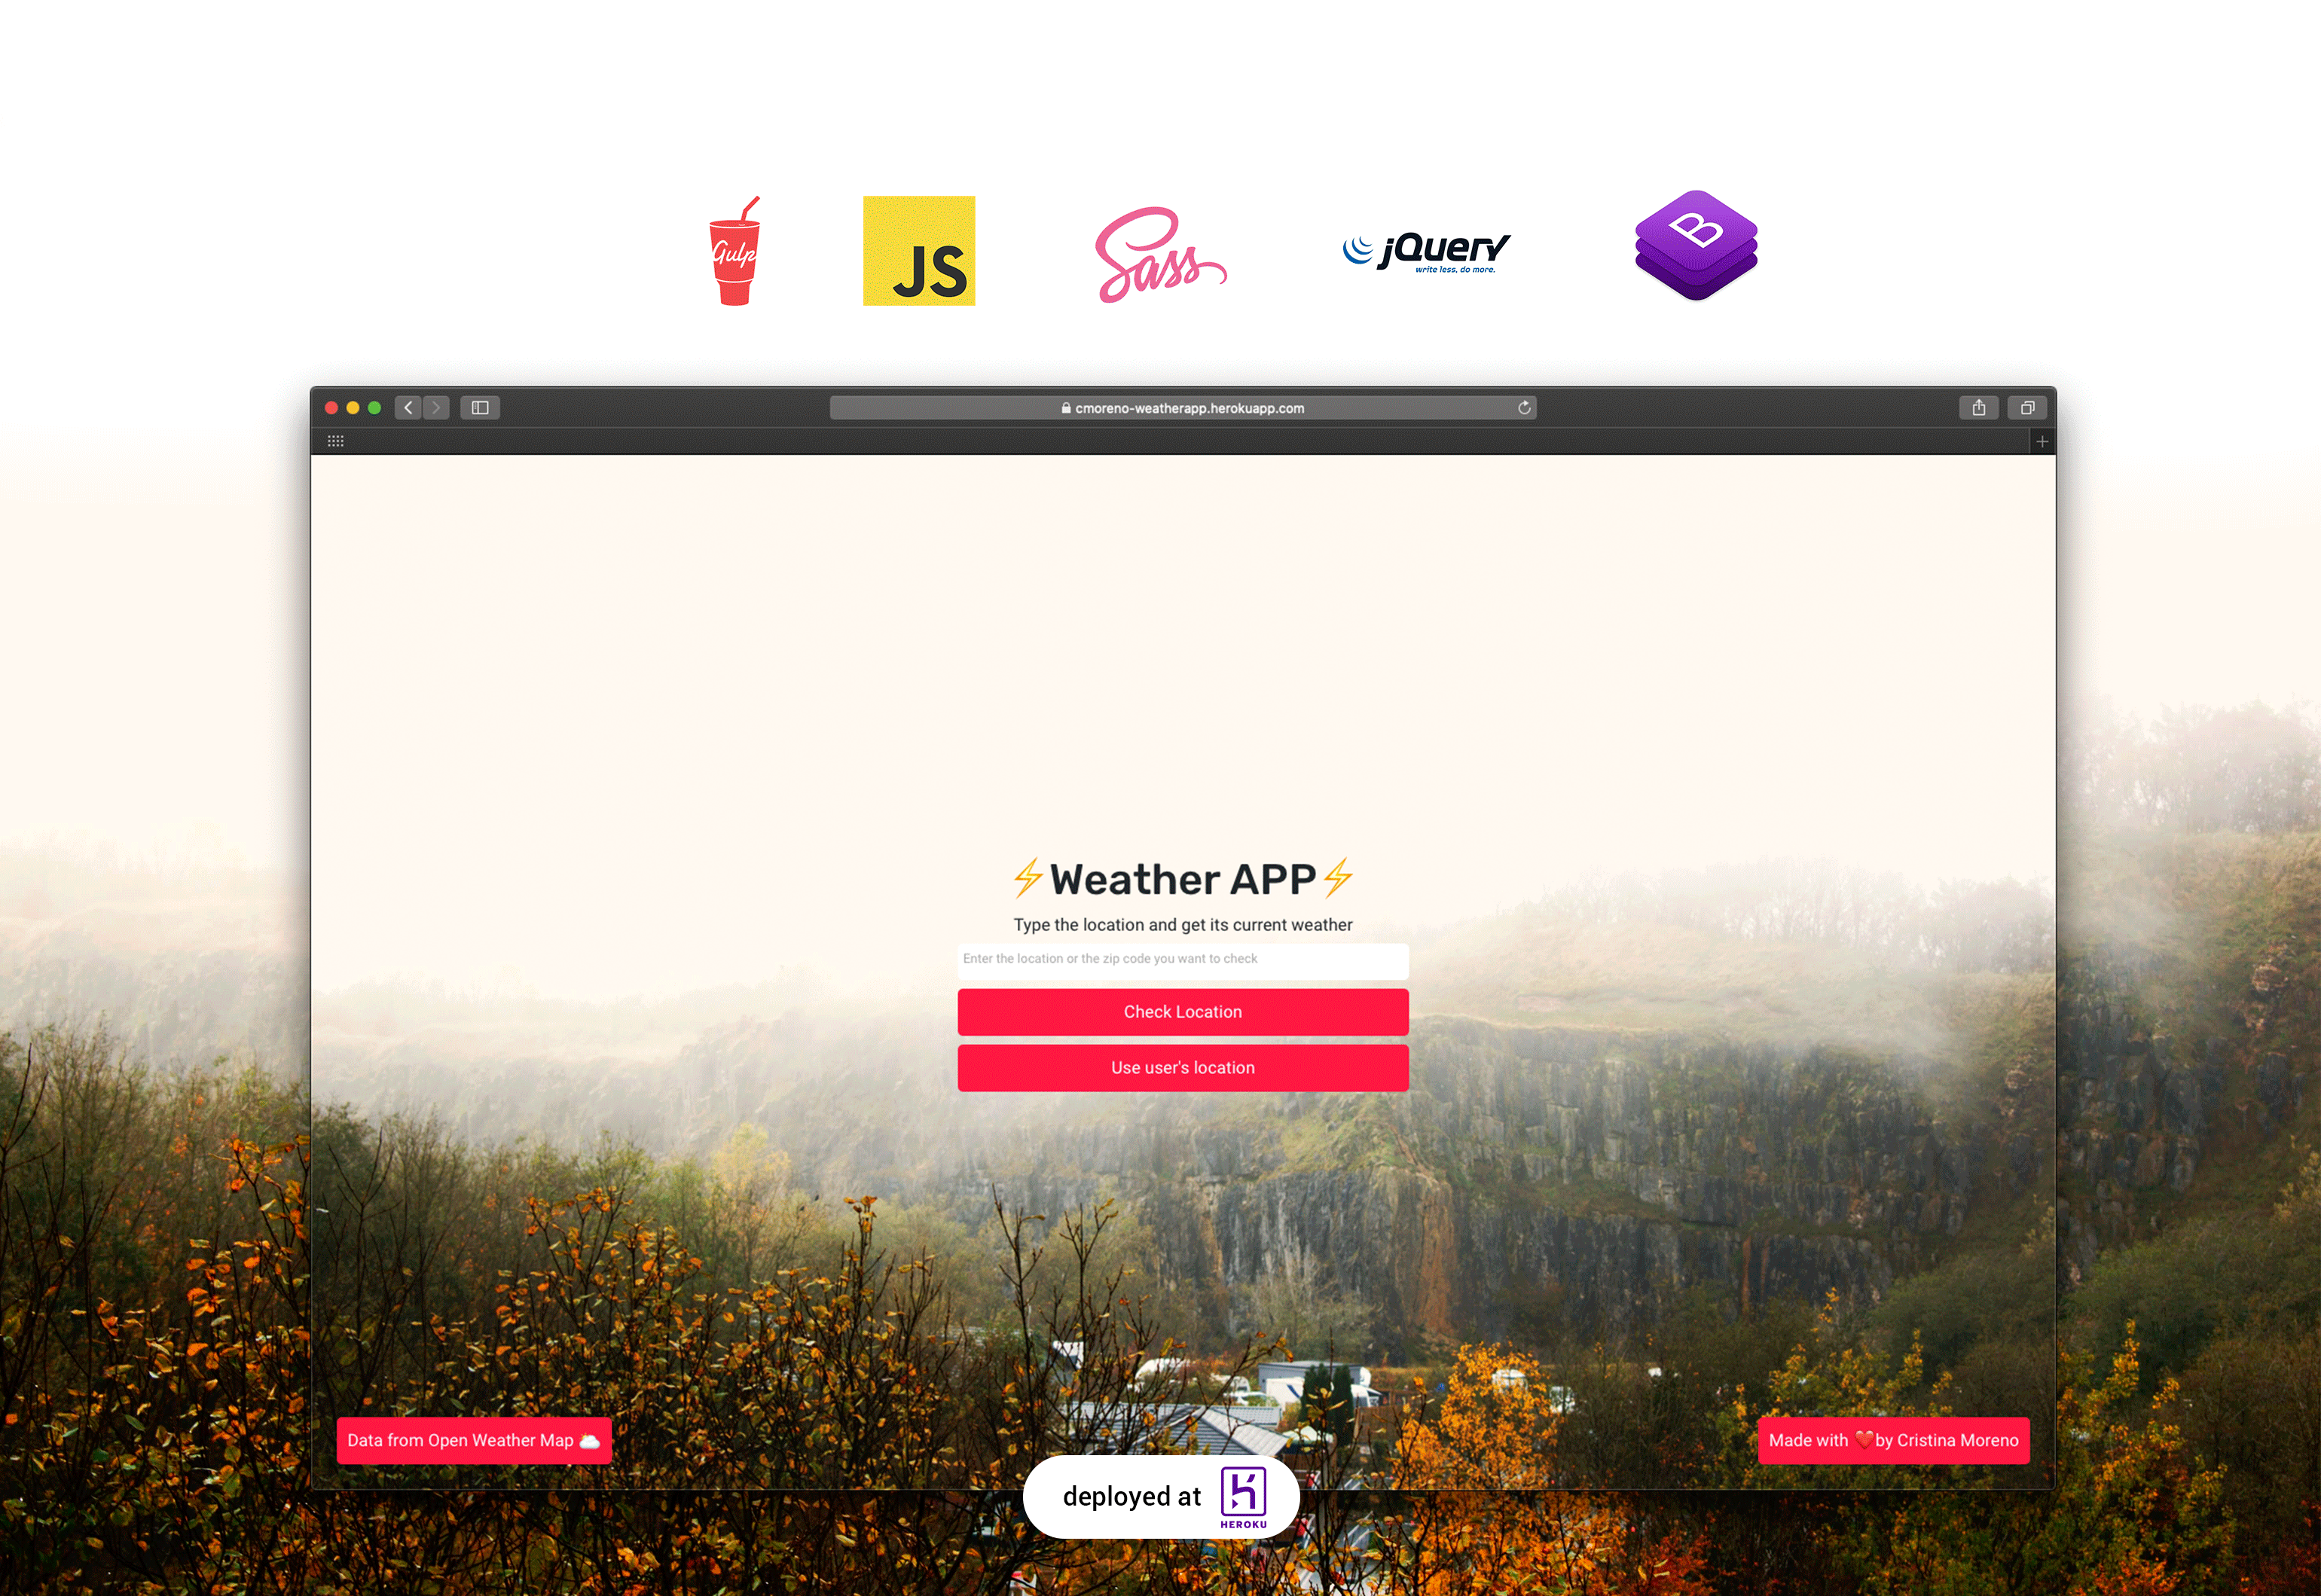 Gulp
JS
Sass
jQuery
write less, do more.
B
cmoreno-weatherapp.herokuapp.com
⚡Weather APP⚡
Type the location and get its current weather
Enter the location or the zip code you want to check
Check Location
Use user's location
Data from Open Weather Map 🌥️
Made with ❤️by Cristina Moreno
deployed at
HEROKU